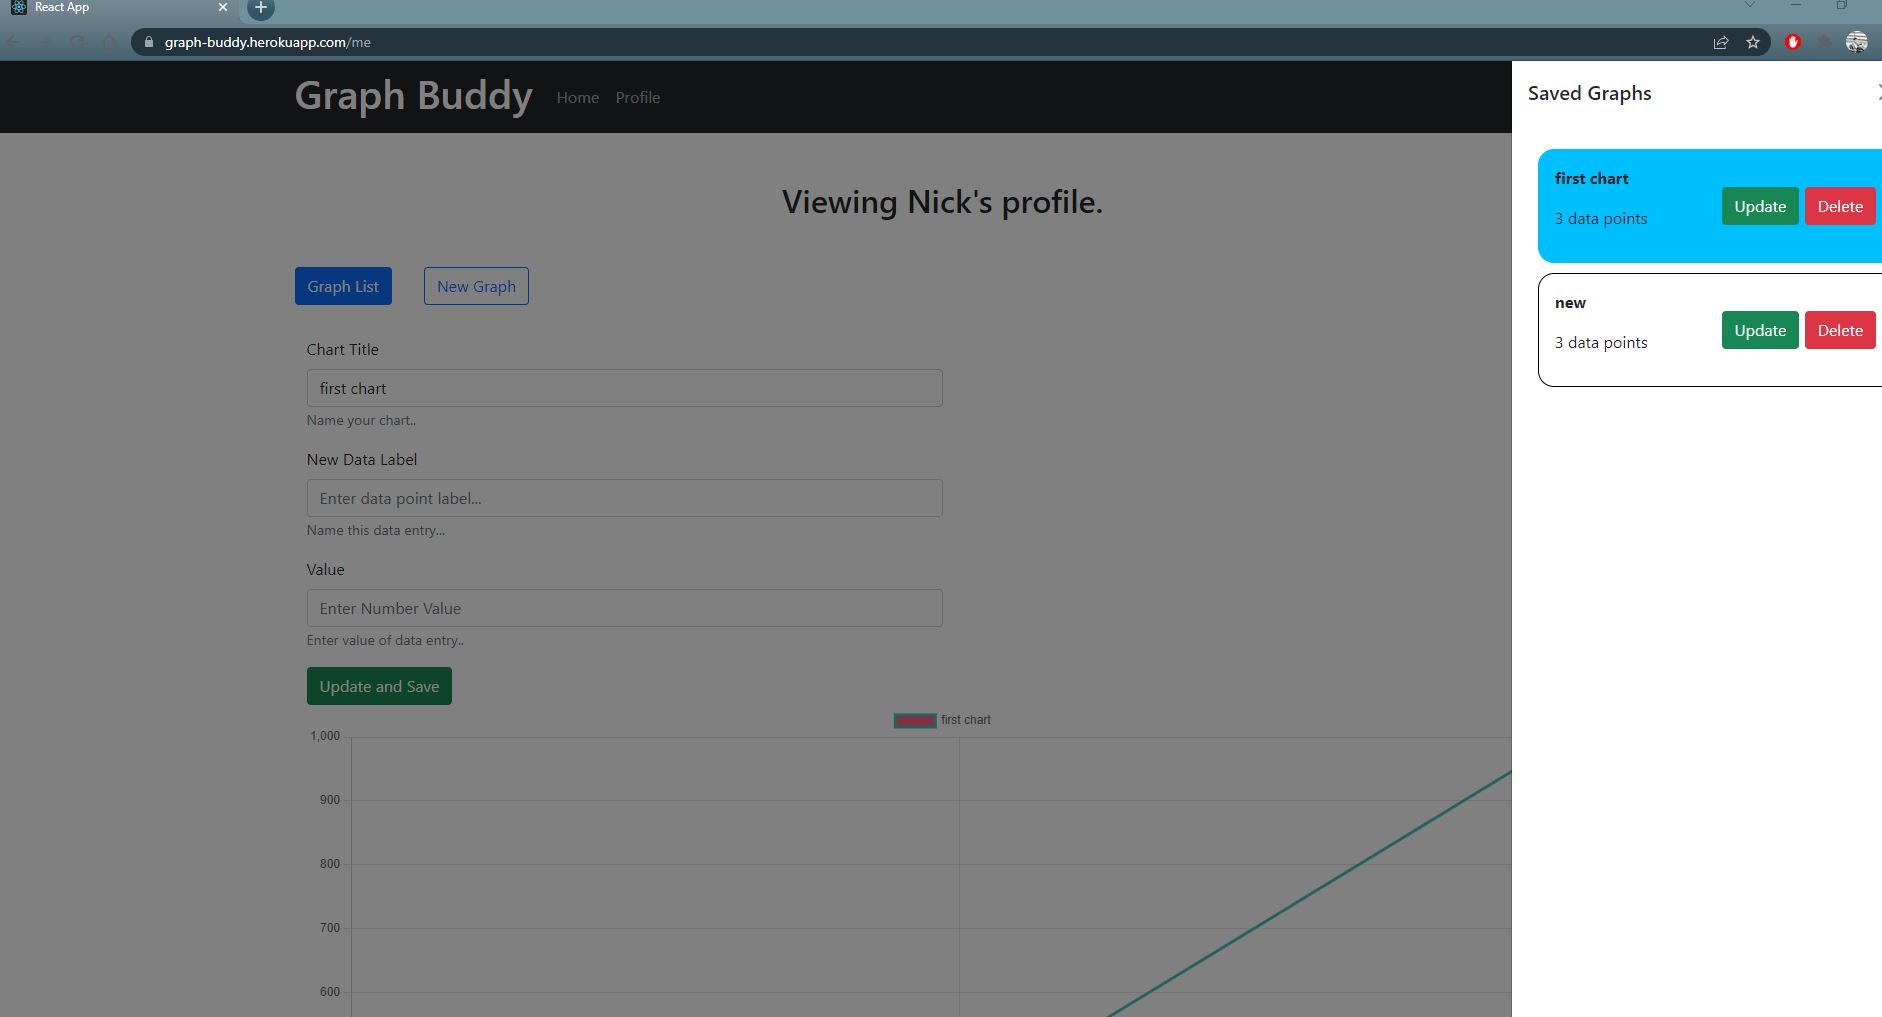 React App
graph-buddy.herokuapp.com/me
Graph Buddy Home Profile
Viewing Nick's profile.
Graph List New Graph
Chart Title
first chart
Name your chart..
New Data Label
Enter data point label...
Name this data entry...
Value
Enter Number Value
Enter value of data entry..
Update and Save
first chart
1,000
900
800
700
600
Saved Graphs
first chart
3 data points
Update Delete
new
3 data points
Update Delete